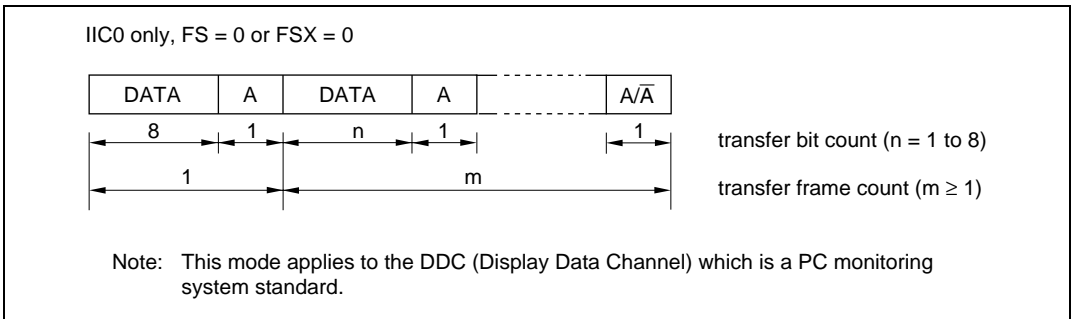 IIC0 only, FS = 0 or FSX = 0
DATA A DATA A A/A̅
8 1 n 1 1 transfer bit count (n = 1 to 8)
1 m transfer frame count (m ≥ 1)
Note: This mode applies to the DDC (Display Data Channel) which is a PC monitoring
system standard.